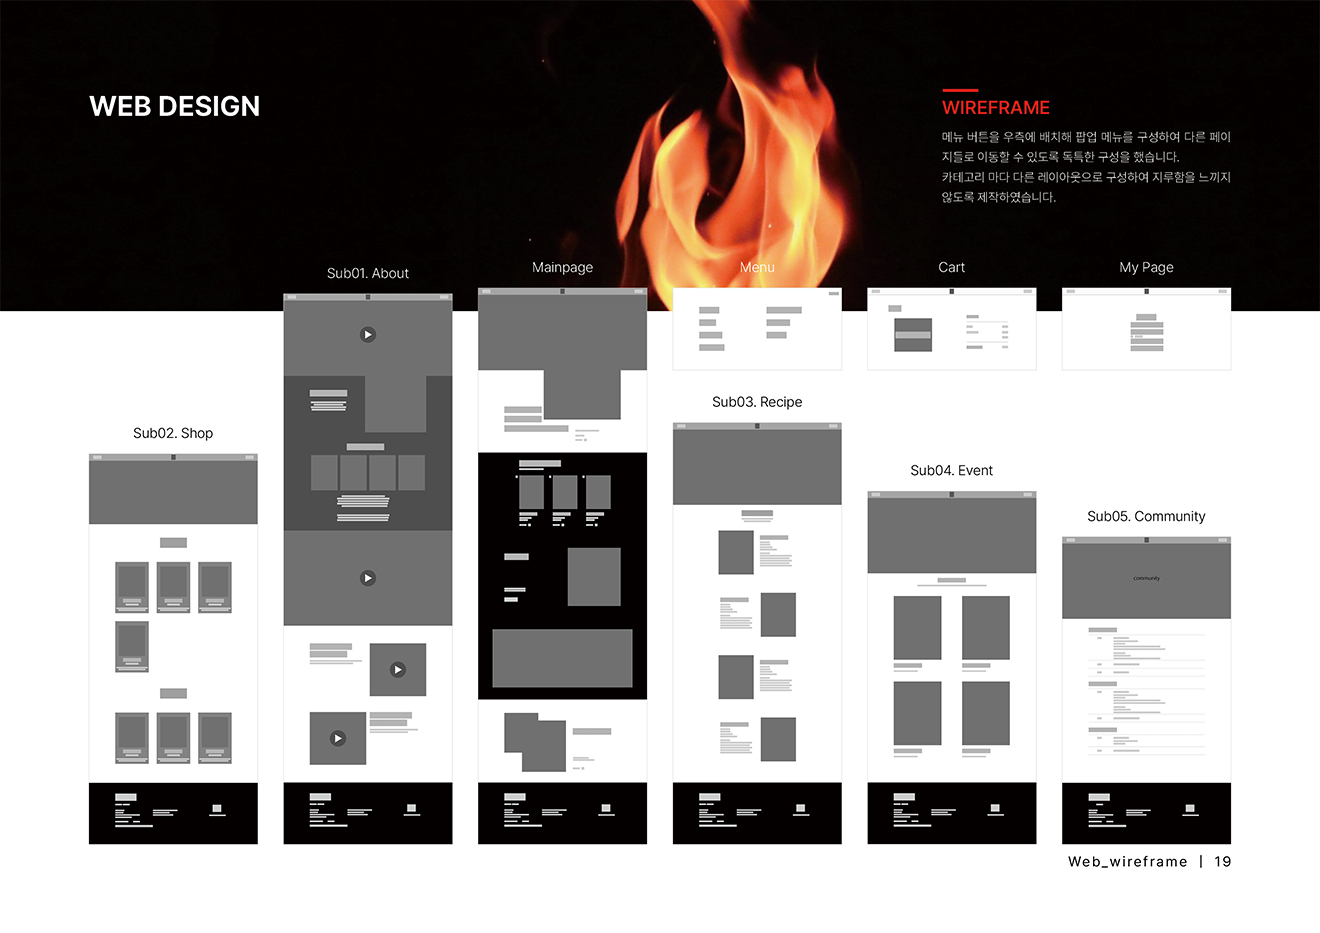 WEB DESIGN
WIREFRAME
메뉴 버튼을 우측에 배치해 팝업 메뉴를 구성하여 다른 페이
지들로 이동할 수 있도록 독특한 구성을 했습니다.
카테고리 마다 다른 레이아웃으로 구성하여 지루함을 느끼지
않도록 제작하였습니다.
Sub01. About
Mainpage
Menu
Cart
My Page
Sub02. Shop
Sub03. Recipe
Sub04. Event
Sub05. Community
community
Web_wireframe | 19